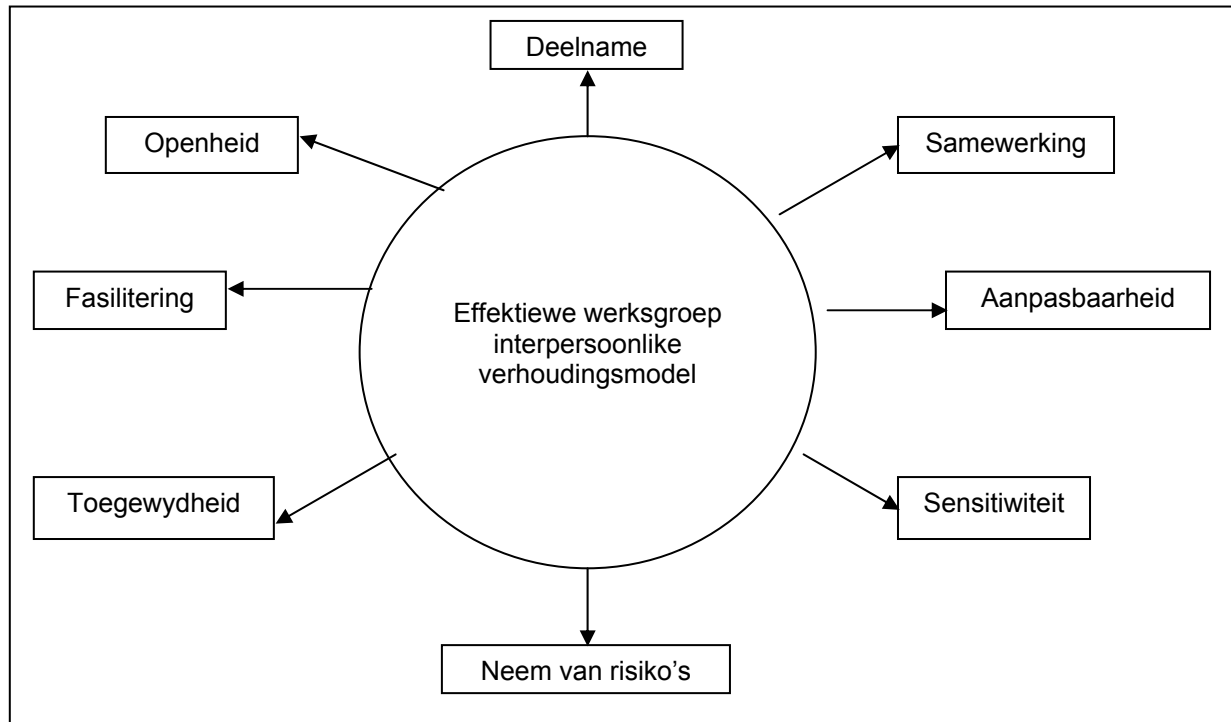 Deelname
Openheid
Samewerking
Fasilitering
Aanpasbaarheid
Effektiewe werksgroep
interpersoonlike
verhoudingsmodel
Toegewydheid
Sensitiwiteit
Neem van risiko’s